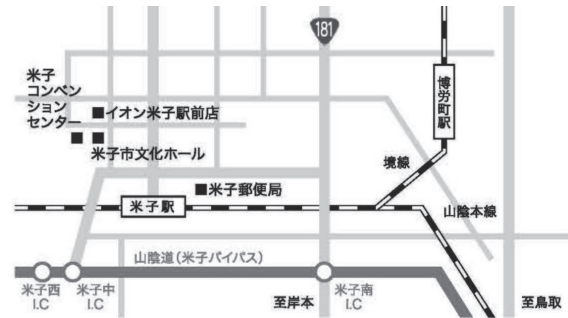 181
米子
コンベン
ション
センター
■イオン米子駅前店
米子市文化ホール
博労町駅
境線
■米子郵便局
米子駅
山陰本線
山陰道（米子バイパス）
米子西
I.C
米子中
I.C
米子南
I.C
至岸本
至鳥取